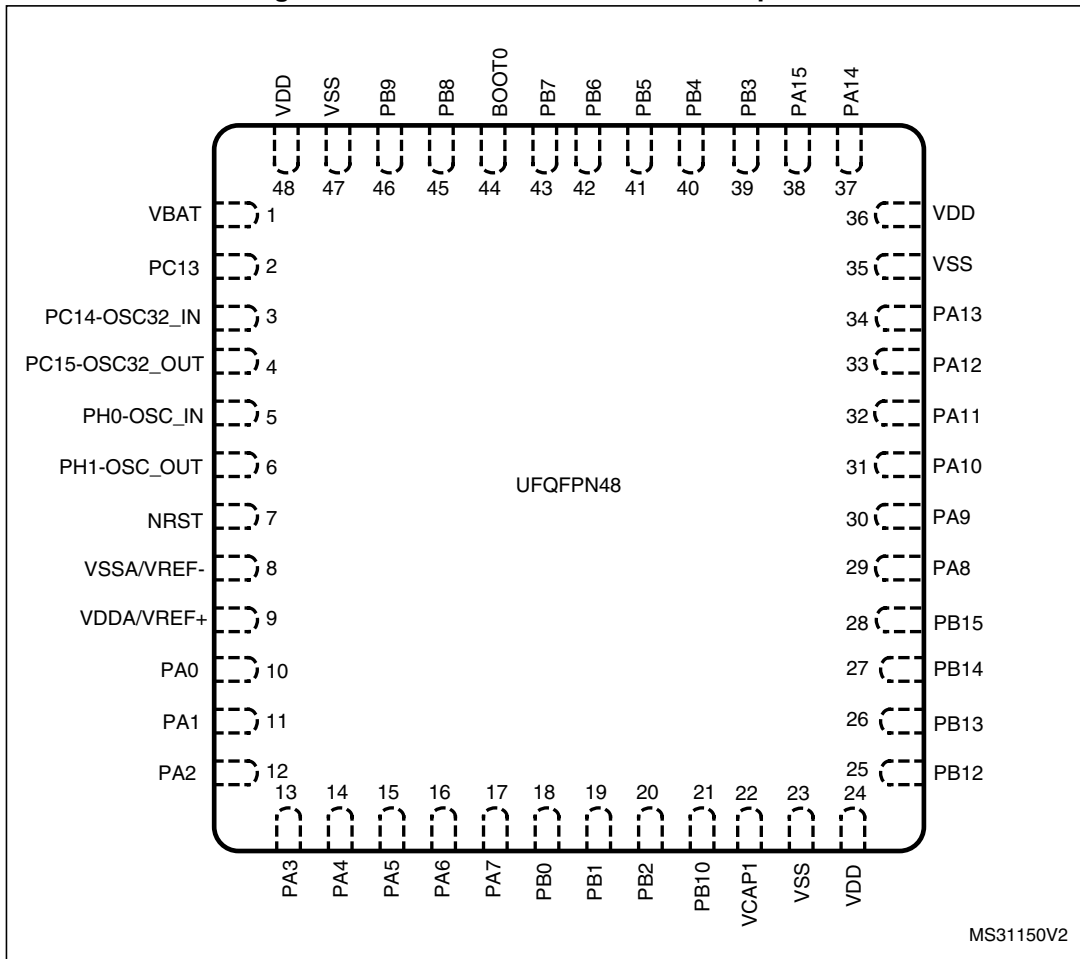 VDD
VSS
PB9
PB8
BOOT0
PB7
PB6
PB5
PB4
PB3
PA15
PA14
48 47 46 45 44 43 42 41 40 39 38 37
VBAT 1
PC13 2
PC14-OSC32_IN 3
PC15-OSC32_OUT 4
PH0-OSC_IN 5
PH1-OSC_OUT 6
NRST 7
VSSA/VREF- 8
VDDA/VREF+ 9
PA0 10
PA1 11
PA2 12
UFQFPN48
36 VDD
35 VSS
34 PA13
33 PA12
32 PA11
31 PA10
30 PA9
29 PA8
28 PB15
27 PB14
26 PB13
25 PB12
13 14 15 16 17 18 19 20 21 22 23 24
PA3
PA4
PA5
PA6
PA7
PB0
PB1
PB2
PB10
VCAP1
VSS
VDD
MS31150V2